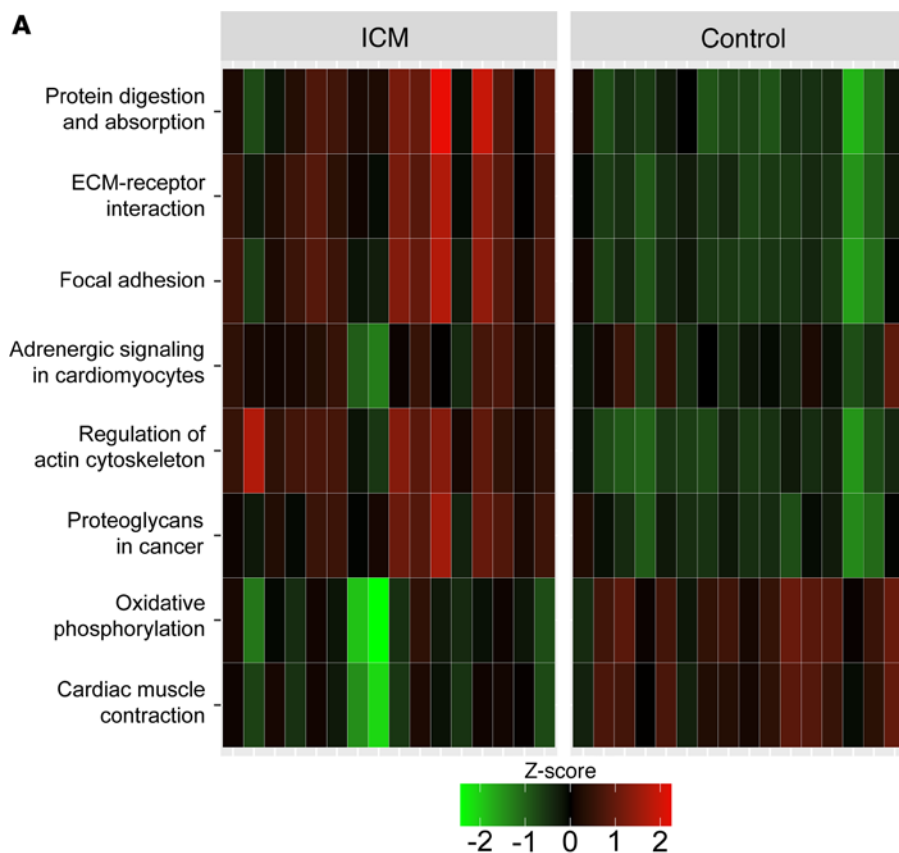 A
ICM
Control
Protein digestion
and absorption
ECM-receptor
interaction
Focal adhesion
Adrenergic signaling
in cardiomyocytes
Regulation of
actin cytoskeleton
Proteoglycans
in cancer
Oxidative
phosphorylation
Cardiac muscle
contraction
Z-score
-2 -1 0 1 2